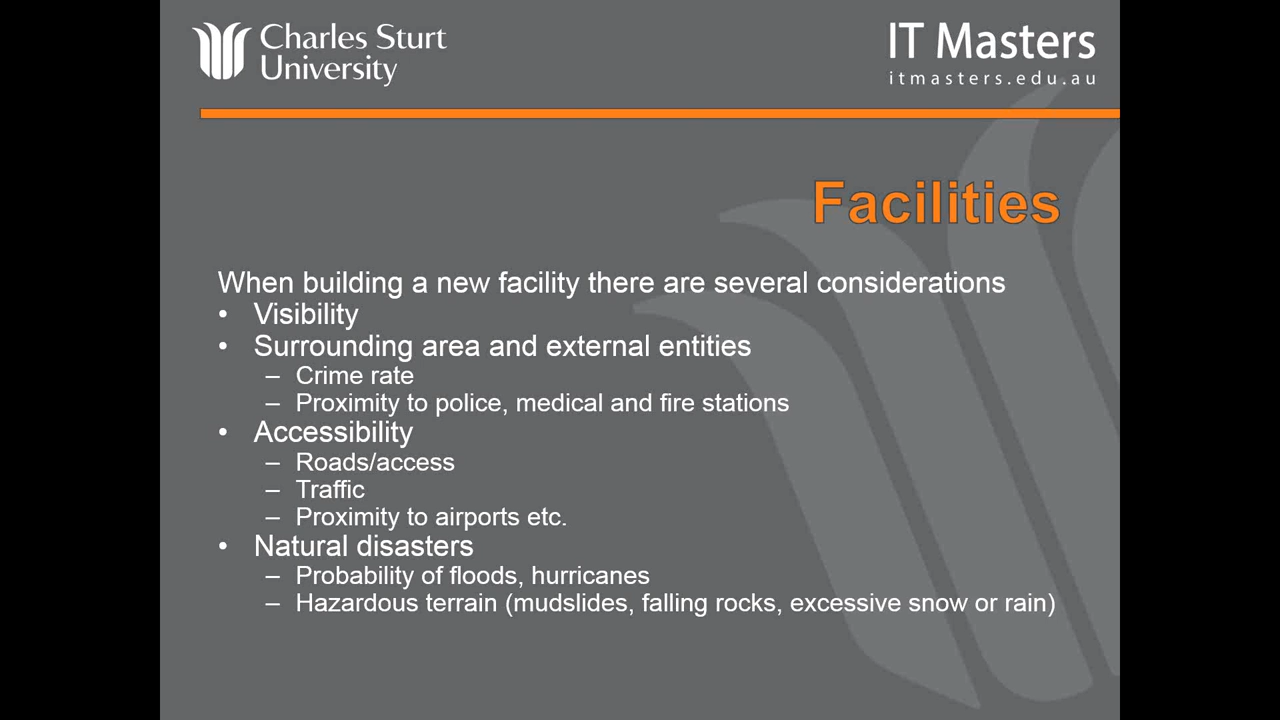 Charles Sturt
University
IT Masters
itmasters.edu.au
Facilities
When building a new facility there are several considerations
• Visibility
• Surrounding area and external entities
– Crime rate
– Proximity to police, medical and fire stations
• Accessibility
– Roads/access
– Traffic
– Proximity to airports etc.
• Natural disasters
– Probability of floods, hurricanes
– Hazardous terrain (mudslides, falling rocks, excessive snow or rain)